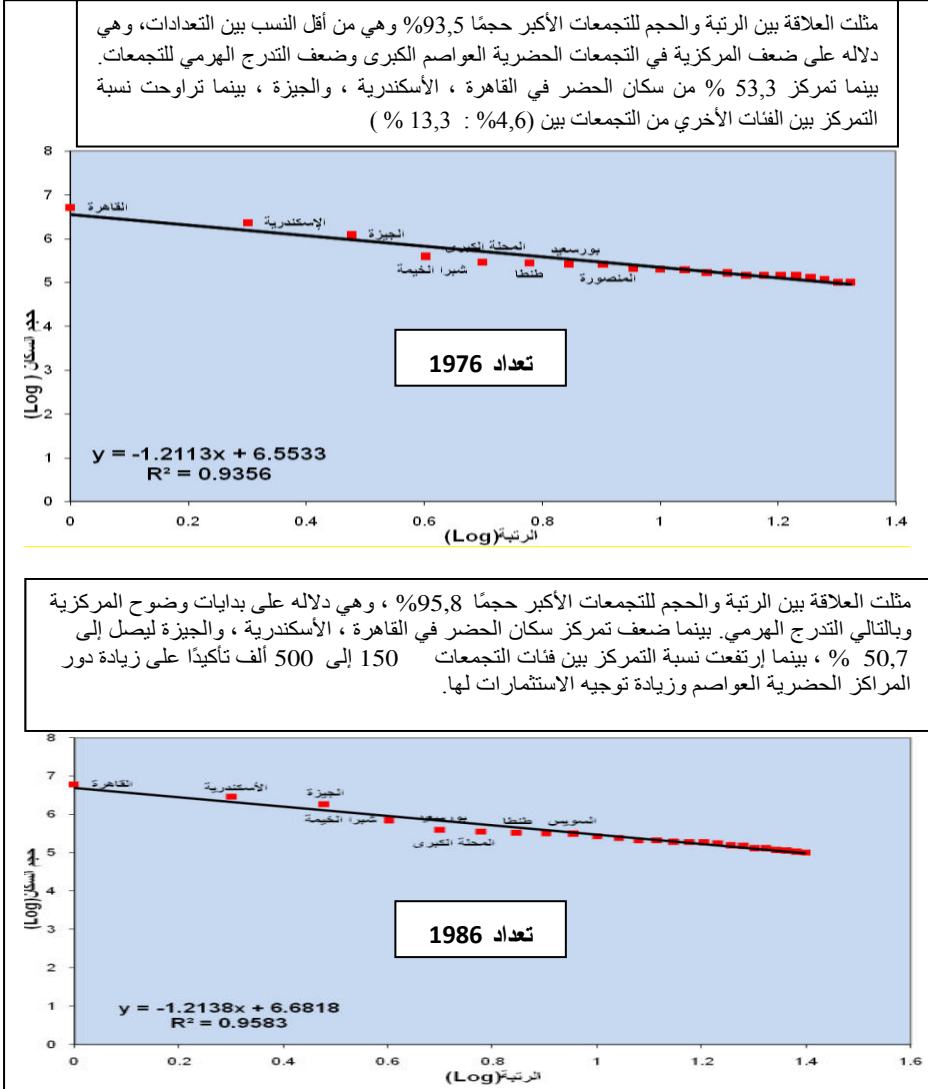 مثلت العلاقة بين الرتبة والحجم للتجمعات الأكبر حجمًا 93,5% وهي من أقل النسب بين التعدادات، وهي
دلاله على ضعف المركزية في التجمعات الحضرية العواصم الكبرى وضعف التدرج الهرمي للتجمعات.
بينما تمركز 53,3 % من سكان الحضر في القاهرة ، الأسكندرية ، والجيزة ، بينما تراوحت نسبة
التمركز بين الفئات الأخري من التجمعات بين (4,6% : 13,3 % )
8
7
6
5
4
3
2
1
0
حجم السكان ( Log)
القاهرة
الإسكندرية
الجيزة
شبرا الخيمة
المحلة الكبرى
طنطا
بورسعيد
المنصورة
تعداد 1976
y = -1.2113x + 6.5533
R² = 0.9356
0 0.2 0.4 0.6 0.8 1 1.2 1.4
الرتبة(Log)
مثلت العلاقة بين الرتبة والحجم للتجمعات الأكبر حجمًا 95,8% ، وهي دلاله على بدايات وضوح المركزية
وبالتالي التدرج الهرمي. بينما ضعف تمركز سكان الحضر في القاهرة ، الأسكندرية ، والجيزة ليصل إلى
50,7 % ، بينما إرتفعت نسبة التمركز بين فئات التجمعات 150 إلى 500 ألف تأكيدًا على زيادة دور
المراكز الحضرية العواصم وزيادة توجيه الاستثمارات لها.
8
7
6
5
4
3
2
1
0
حجم السكان(Log)
القاهرة
الأسكندرية
الجيزة
شبرا الخيمة
بورسعيد
المحلة الكبرى
طنطا
السويس
تعداد 1986
y = -1.2138x + 6.6818
R² = 0.9583
0 0.2 0.4 0.6 0.8 1 1.2 1.4 1.6
الرتبة(Log)